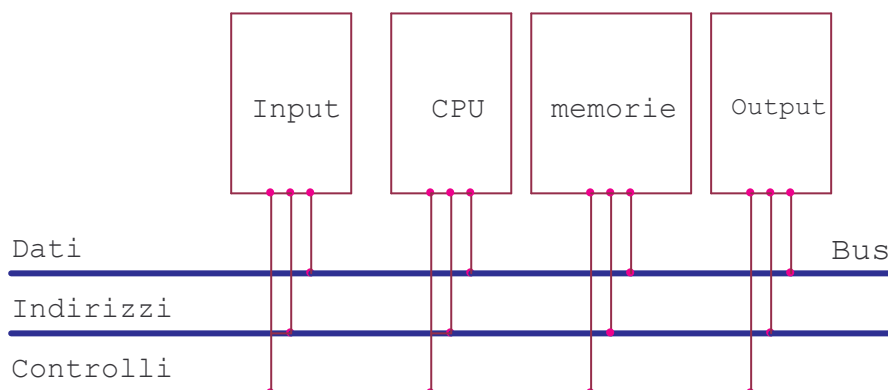 Input
CPU
memorie
Output
Dati
Bus
Indirizzi
Controlli